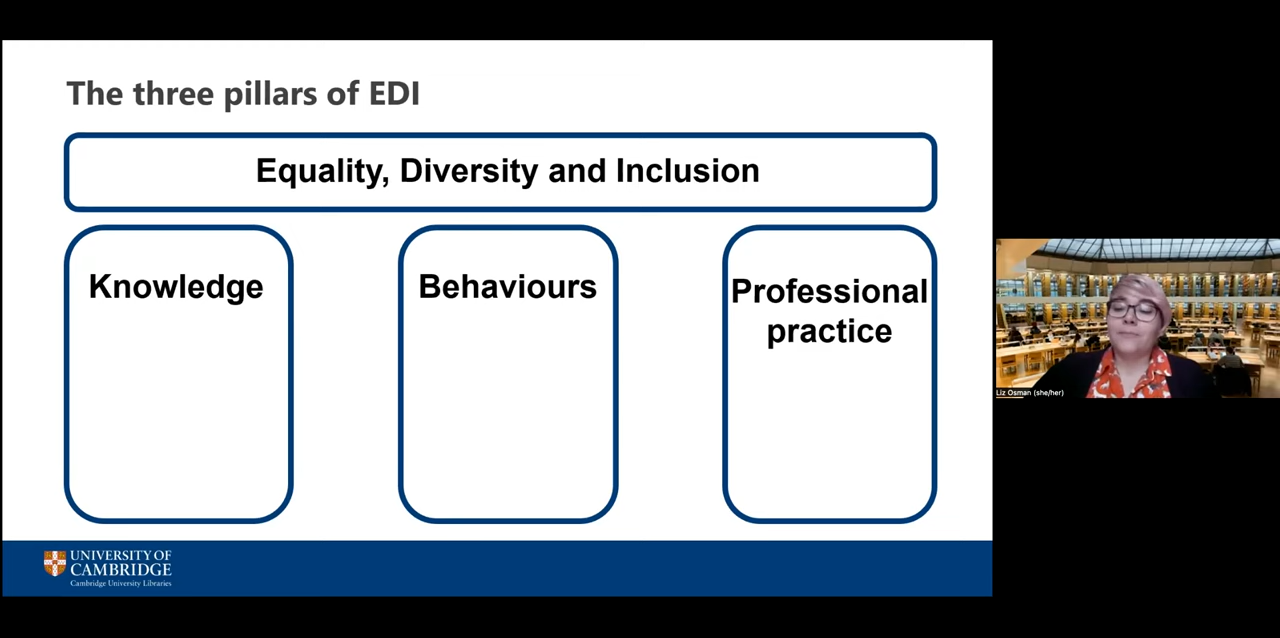 The three pillars of EDI
Equality, Diversity and Inclusion
Knowledge
Behaviours
Professional
practice
UNIVERSITY OF
CAMBRIDGE
Cambridge University Libraries
Liz Osman (she/her)